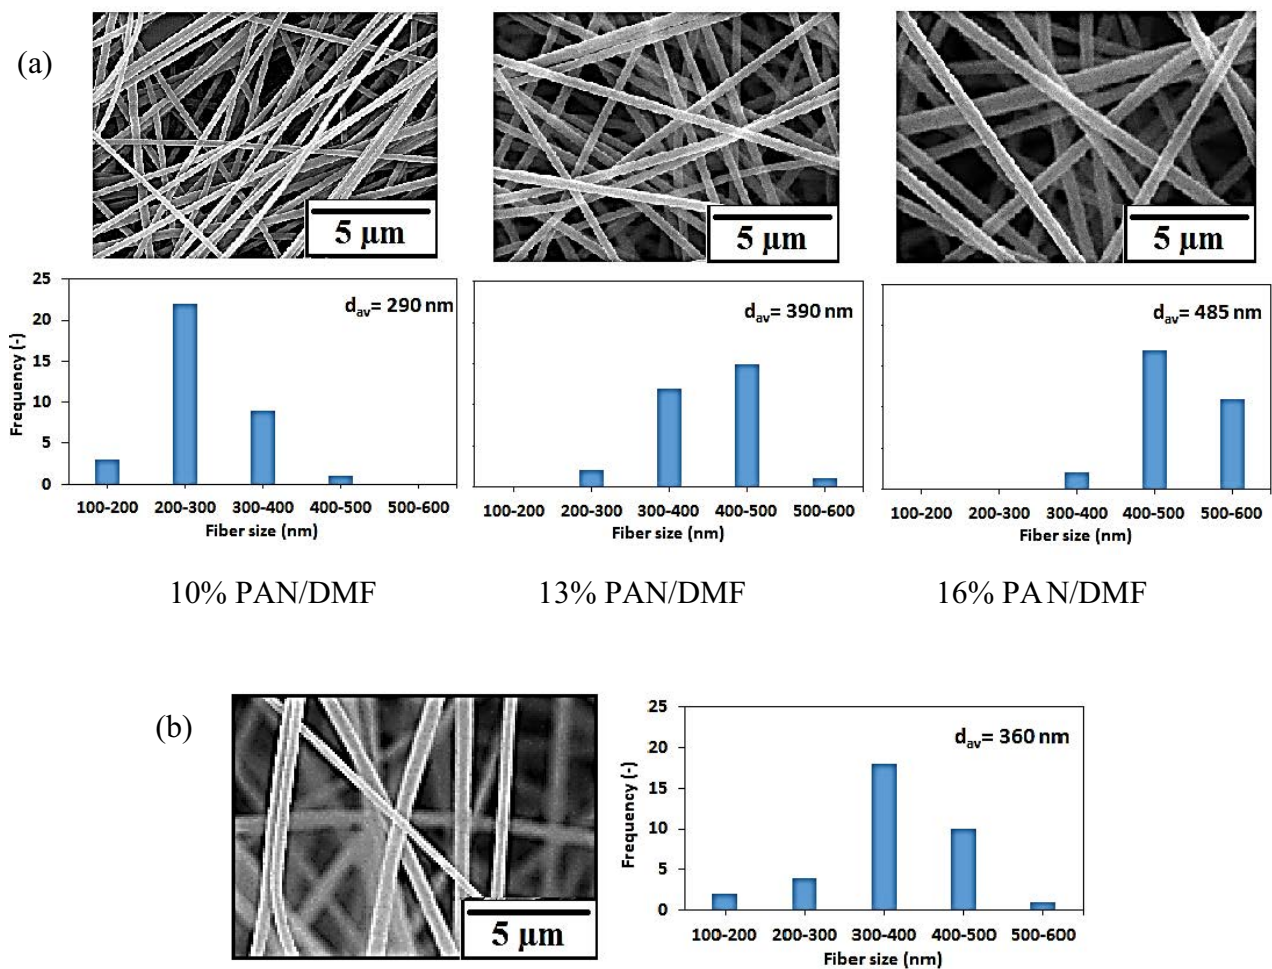 (a)
5 µm
5 µm
5 µm
25
20
15
10
5
0
Frequency (-)
d_av= 290 nm
100-200 200-300 300-400 400-500 500-600
Fiber size (nm)
d_av= 390 nm
100-200 200-300 300-400 400-500 500-600
Fiber size (nm)
d_av= 485 nm
100-200 200-300 300-400 400-500 500-600
Fiber size (nm)
10% PAN/DMF
13% PAN/DMF
16% PAN/DMF
(b)
5 µm
25
20
15
10
5
0
Frequency (-)
d_av= 360 nm
100-200 200-300 300-400 400-500 500-600
Fiber size (nm)